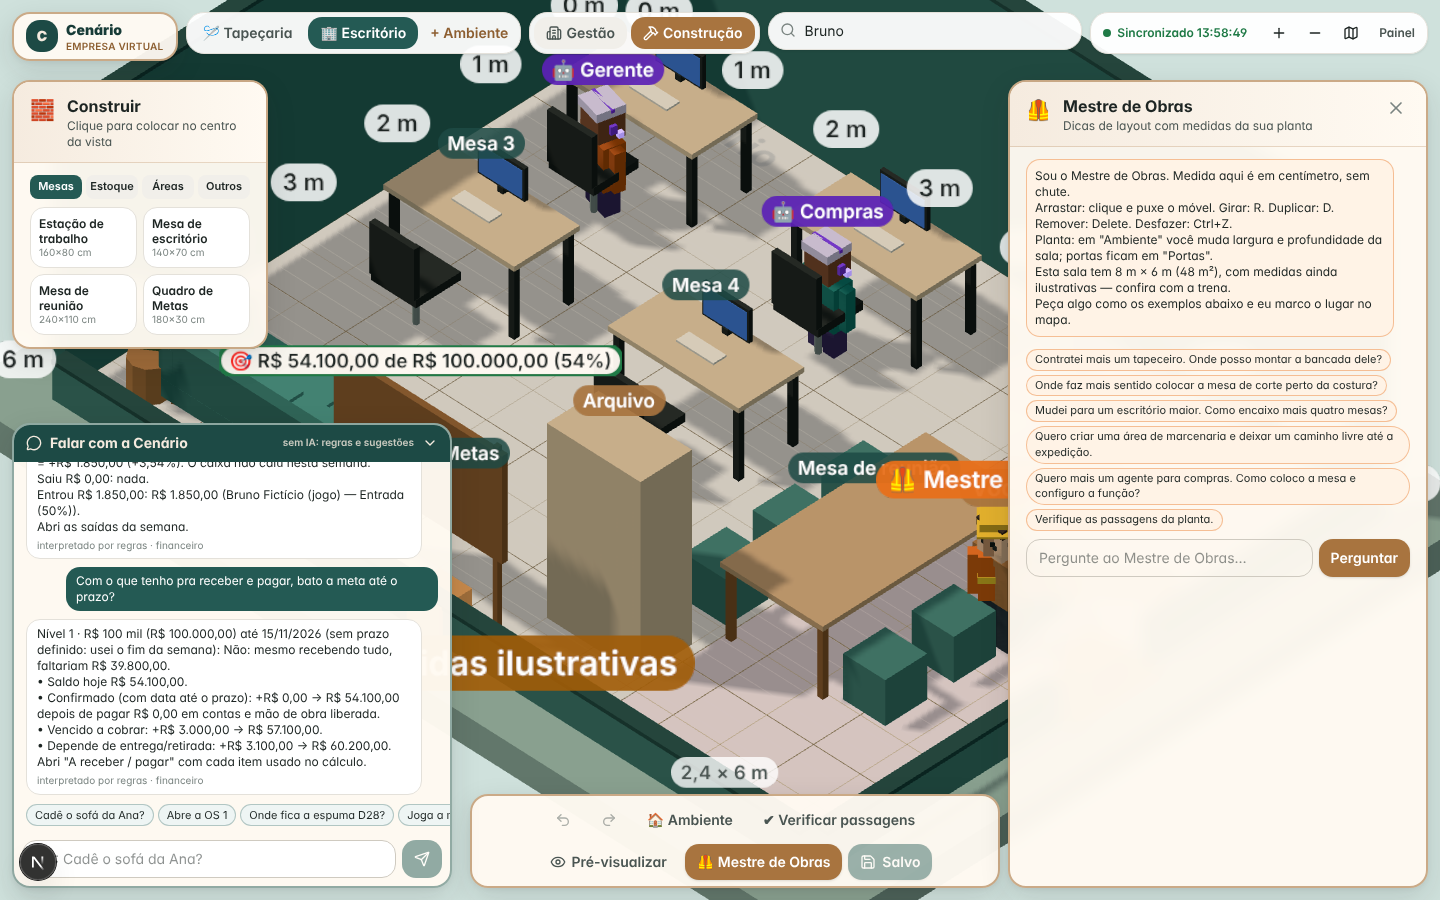 C
Cenário
EMPRESA VIRTUAL
Tapeçaria
Escritório
+ Ambiente
Gestão
Construção
Bruno
Sincronizado 13:58:49
Painel
0 m
0 m
1 m
Gerente
1 m
2 m
Mesa 3
2 m
3 m
3 m
Compras
Mesa 4
6 m
R$ 54.100,00 de R$ 100.000,00 (54%)
Arquivo
Metas
Mesa de
Mestre
das ilustrativas
2,4 × 6 m
Construir
Clique para colocar no centro
da vista
Mesas
Estoque
Áreas
Outros
Estação de
trabalho
160×80 cm
Mesa de
escritório
140×70 cm
Mesa de
reunião
240×110 cm
Quadro de
Metas
180×30 cm
Falar com a Cenário
sem IA: regras e sugestões
= +R$ 1.850,00 (+3,54%). O caixa não caiu nesta semana.
Saiu R$ 0,00: nada.
Entrou R$ 1.850,00: R$ 1.850,00 (Bruno Fictício (jogo) — Entrada
(50%)).
Abri as saídas da semana.
interpretado por regras · financeiro
Com o que tenho pra receber e pagar, bato a meta até o
prazo?
Nível 1 · R$ 100 mil (R$ 100.000,00) até 15/11/2026 (sem prazo
definido: usei o fim da semana): Não: mesmo recebendo tudo,
faltariam R$ 39.800,00.
• Saldo hoje R$ 54.100,00.
• Confirmado (com data até o prazo): +R$ 0,00 → R$ 54.100,00
depois de pagar R$ 0,00 em contas e mão de obra liberada.
• Vencido a cobrar: +R$ 3.000,00 → R$ 57.100,00.
• Depende de entrega/retirada: +R$ 3.100,00 → R$ 60.200,00.
Abri "A receber / pagar" com cada item usado no cálculo.
interpretado por regras · financeiro
Cadê o sofá da Ana?
Abre a OS 1
Onde fica a espuma D28?
Joga a
N
Cadê o sofá da Ana?
Ambiente
✔ Verificar passagens
Pré-visualizar
Mestre de Obras
Salvo
Mestre de Obras
Dicas de layout com medidas da sua planta
Sou o Mestre de Obras. Medida aqui é em centímetro, sem
chute.
Arrastar: clique e puxe o móvel. Girar: R. Duplicar: D.
Remover: Delete. Desfazer: Ctrl+Z.
Planta: em "Ambiente" você muda largura e profundidade da
sala; portas ficam em "Portas".
Esta sala tem 8 m × 6 m (48 m²), com medidas ainda
ilustrativas — confira com a trena.
Peça algo como os exemplos abaixo e eu marco o lugar no
mapa.
Contratei mais um tapeceiro. Onde posso montar a bancada dele?
Onde faz mais sentido colocar a mesa de corte perto da costura?
Mudei para um escritório maior. Como encaixo mais quatro mesas?
Quero criar uma área de marcenaria e deixar um caminho livre até a
expedição.
Quero mais um agente para compras. Como coloco a mesa e
configuro a função?
Verifique as passagens da planta.
Pergunte ao Mestre de Obras...
Perguntar